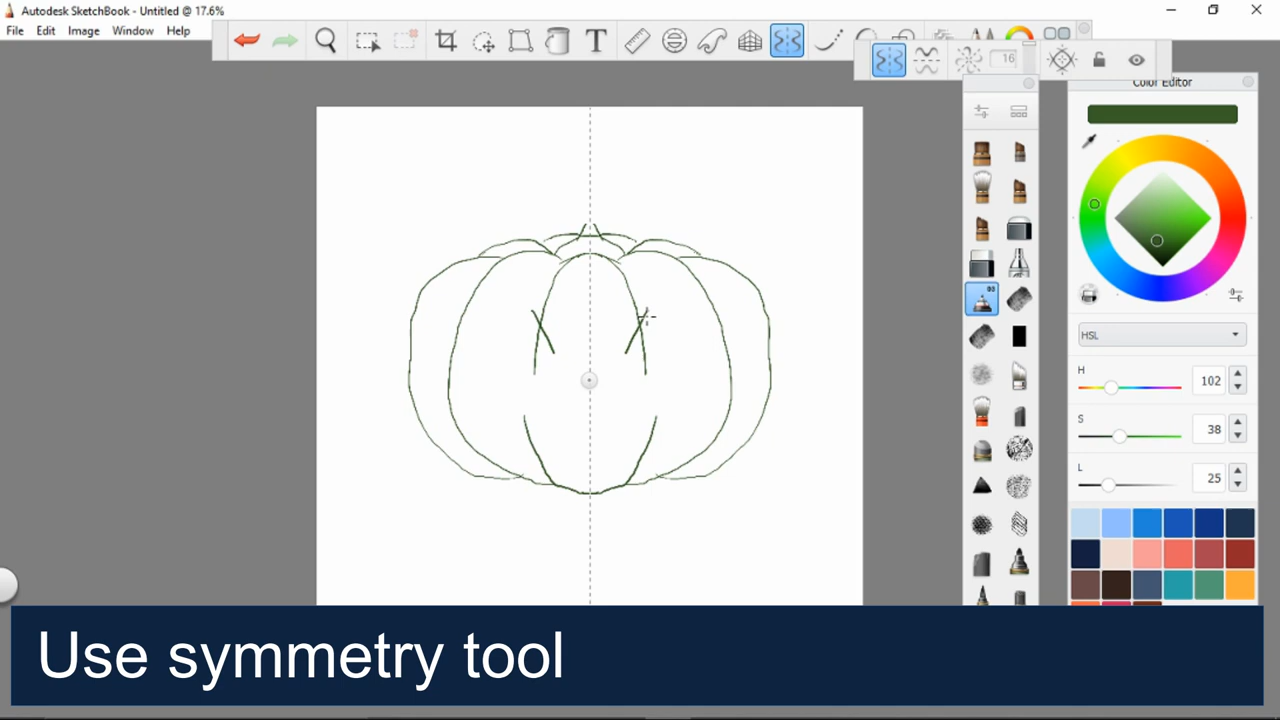 Autodesk SketchBook - Untitled @ 17.6%
File Edit Image Window Help
T
16
Color Editor
HSL
H
102
S
38
L
25
Use symmetry tool